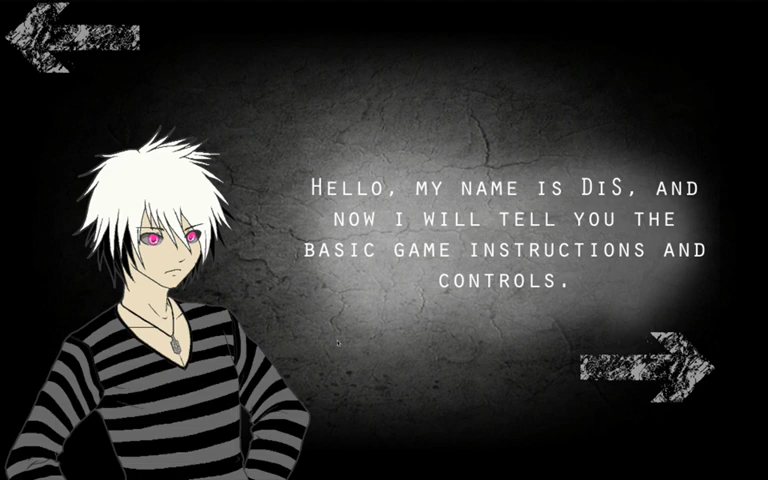 Hello, my name is DiS, and
now i will tell you the
basic game instructions and
controls.